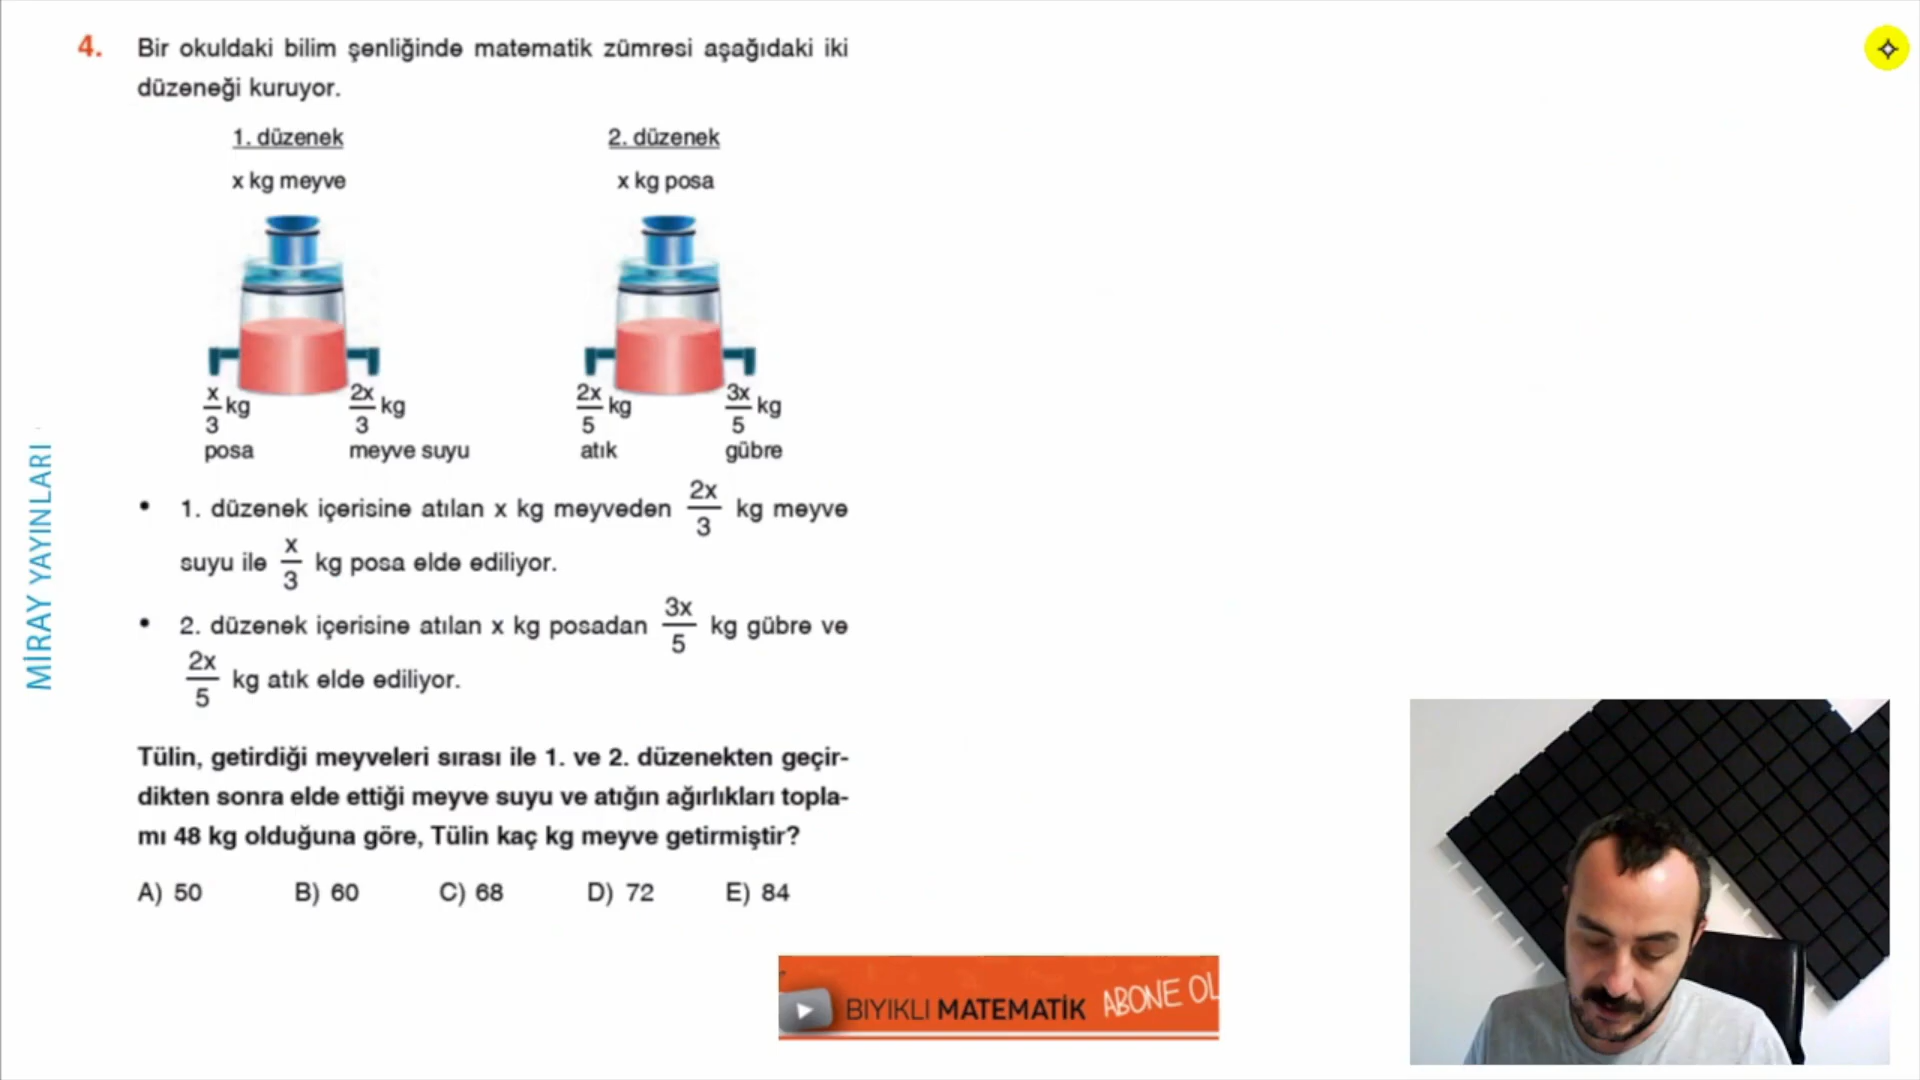 4. Bir okuldaki bilim şenliğinde matematik zümresi aşağıdaki iki
düzeneği kuruyor.
1. düzenek
x kg meyve
x/3 kg
posa
2x/3 kg
meyve suyu
2. düzenek
x kg posa
2x/5 kg
atık
3x/5 kg
gübre
• 1. düzenek içerisine atılan x kg meyveden 2x/3 kg meyve
suyu ile x/3 kg posa elde ediliyor.
• 2. düzenek içerisine atılan x kg posadan 3x/5 kg gübre ve
2x/5 kg atık elde ediliyor.
Tülin, getirdiği meyveleri sırası ile 1. ve 2. düzenekten geçir-
dikten sonra elde ettiği meyve suyu ve atığın ağırlıkları topla-
mı 48 kg olduğuna göre, Tülin kaç kg meyve getirmiştir?
A) 50 B) 60 C) 68 D) 72 E) 84
MİRAY YAYINLARI
BIYIKLI MATEMATİK ABONE OL